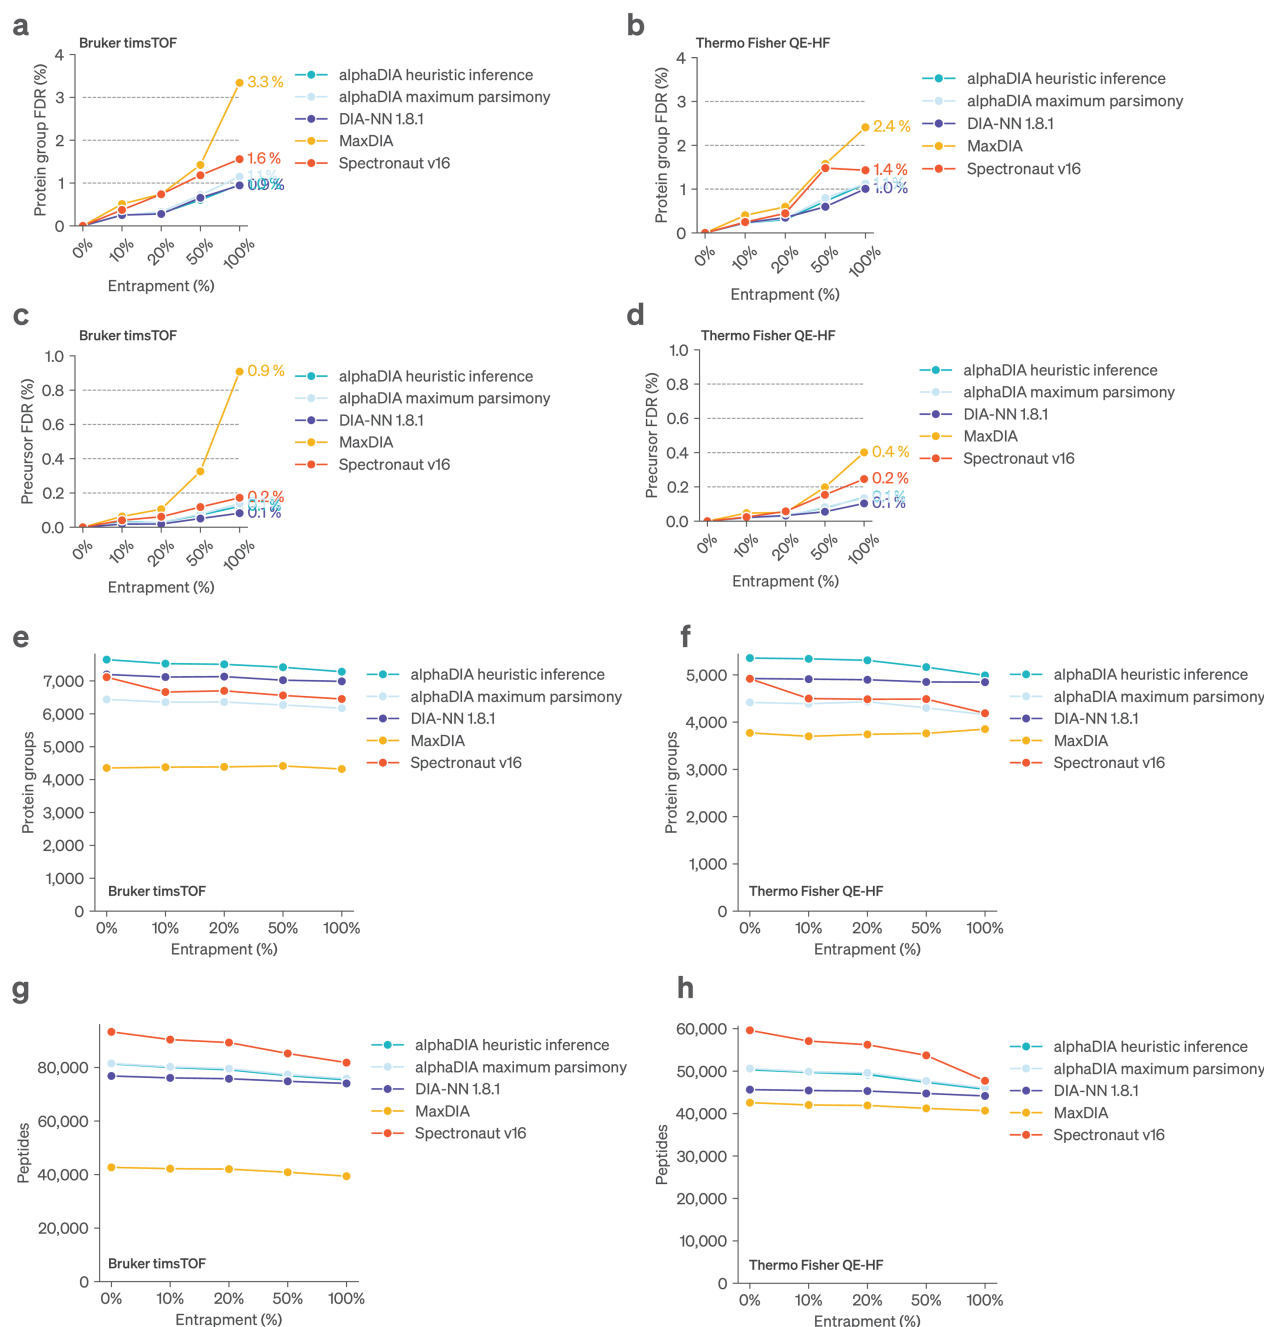 a
Bruker timsTOF
Protein group FDR (%)
4
3
2
1
0
0%
10%
20%
50%
100%
Entrapment (%)
3.3 %
1.6 %
0.9 %
alphaDIA heuristic inference
alphaDIA maximum parsimony
DIA-NN 1.8.1
MaxDIA
Spectronaut v16
b
Thermo Fisher QE-HF
Protein group FDR (%)
4
3
2
1
0
0%
10%
20%
50%
100%
Entrapment (%)
2.4 %
1.4 %
1.0 %
alphaDIA heuristic inference
alphaDIA maximum parsimony
DIA-NN 1.8.1
MaxDIA
Spectronaut v16
c
Bruker timsTOF
Precursor FDR (%)
1.0
0.8
0.6
0.4
0.2
0.0
0%
10%
20%
50%
100%
Entrapment (%)
0.9 %
0.2 %
0.1 %
alphaDIA heuristic inference
alphaDIA maximum parsimony
DIA-NN 1.8.1
MaxDIA
Spectronaut v16
d
Thermo Fisher QE-HF
Precursor FDR (%)
1.0
0.8
0.6
0.4
0.2
0.0
0%
10%
20%
50%
100%
Entrapment (%)
0.4 %
0.2 %
0.1 %
alphaDIA heuristic inference
alphaDIA maximum parsimony
DIA-NN 1.8.1
MaxDIA
Spectronaut v16
e
Protein groups
7,000
6,000
5,000
4,000
3,000
2,000
1,000
0
Bruker timsTOF
0%
10%
20%
50%
100%
Entrapment (%)
alphaDIA heuristic inference
alphaDIA maximum parsimony
DIA-NN 1.8.1
MaxDIA
Spectronaut v16
f
Protein groups
5,000
4,000
3,000
2,000
1,000
0
Thermo Fisher QE-HF
0%
10%
20%
50%
100%
Entrapment (%)
alphaDIA heuristic inference
alphaDIA maximum parsimony
DIA-NN 1.8.1
MaxDIA
Spectronaut v16
g
Peptides
80,000
60,000
40,000
20,000
0
Bruker timsTOF
0%
10%
20%
50%
100%
Entrapment (%)
alphaDIA heuristic inference
alphaDIA maximum parsimony
DIA-NN 1.8.1
MaxDIA
Spectronaut v16
h
Peptides
60,000
50,000
40,000
30,000
20,000
10,000
0
Thermo Fisher QE-HF
0%
10%
20%
50%
100%
Entrapment (%)
alphaDIA heuristic inference
alphaDIA maximum parsimony
DIA-NN 1.8.1
MaxDIA
Spectronaut v16